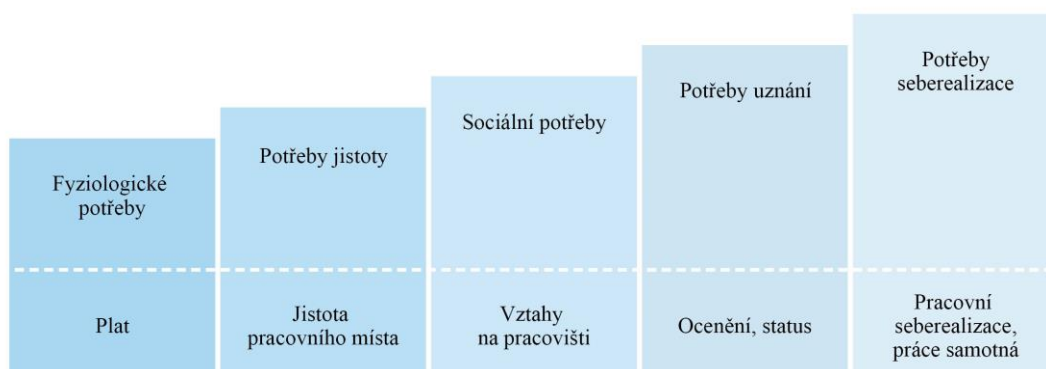 Fyziologické
potřeby
Plat
Potřeby jistoty
Jistota
pracovního místa
Sociální potřeby
Vztahy
na pracovišti
Potřeby uznání
Ocenění, status
Potřeby
seberealizace
Pracovní
seberealizace,
práce samotná